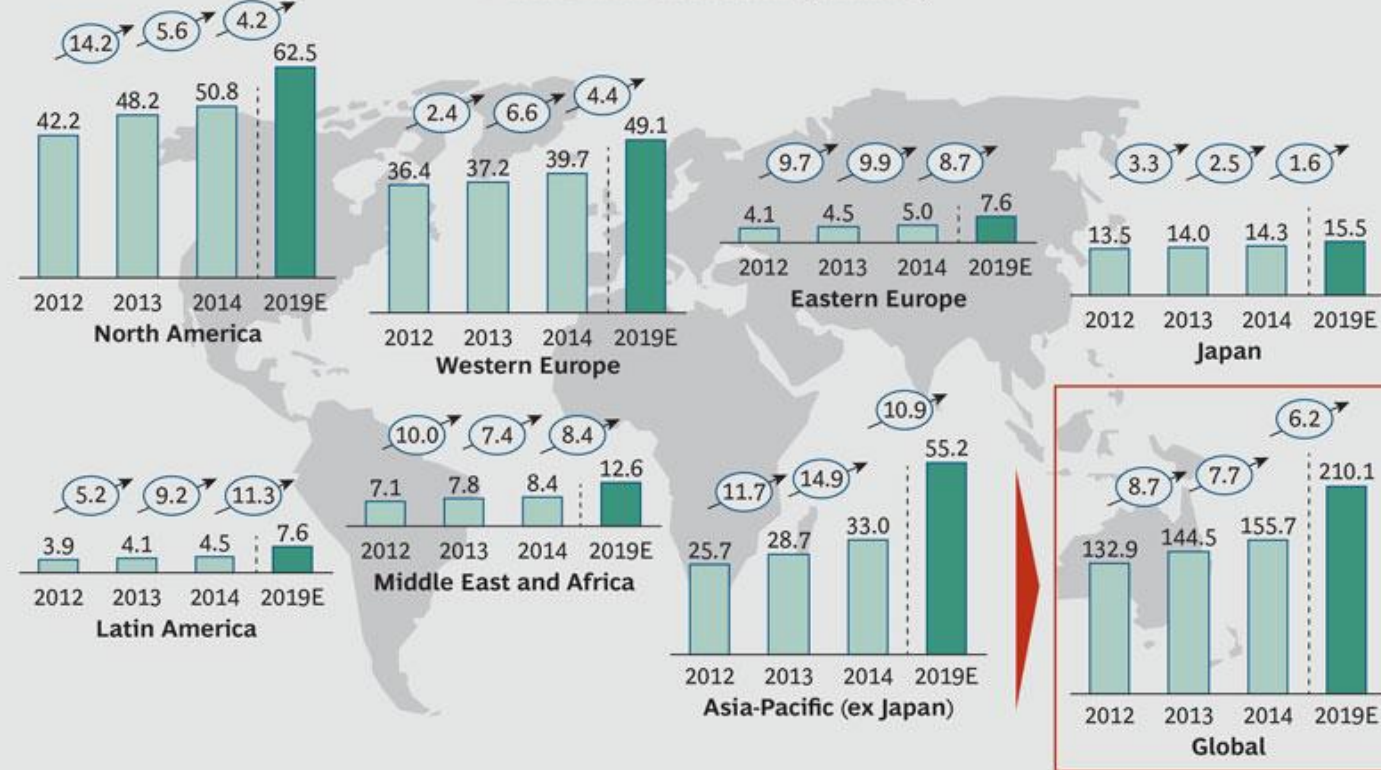 14.2 5.6 4.2
42.2 48.2 50.8 62.5
2012 2013 2014 2019E
North America
2.4 6.6 4.4
36.4 37.2 39.7 49.1
2012 2013 2014 2019E
Western Europe
9.7 9.9 8.7
4.1 4.5 5.0 7.6
2012 2013 2014 2019E
Eastern Europe
3.3 2.5 1.6
13.5 14.0 14.3 15.5
2012 2013 2014 2019E
Japan
5.2 9.2 11.3
3.9 4.1 4.5 7.6
2012 2013 2014 2019E
Latin America
10.0 7.4 8.4
7.1 7.8 8.4 12.6
2012 2013 2014 2019E
Middle East and Africa
11.7 14.9 10.9
25.7 28.7 33.0 55.2
2012 2013 2014 2019E
Asia-Pacific (ex Japan)
8.7 7.7 6.2
132.9 144.5 155.7 210.1
2012 2013 2014 2019E
Global